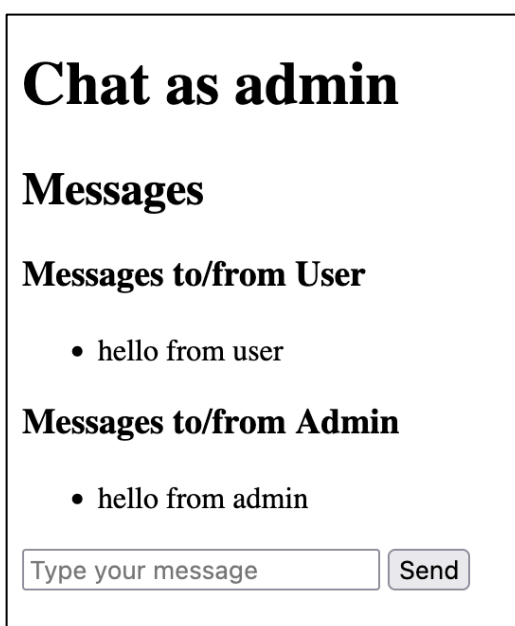 Chat as admin
Messages
Messages to/from User
• hello from user
Messages to/from Admin
• hello from admin
Type your message Send